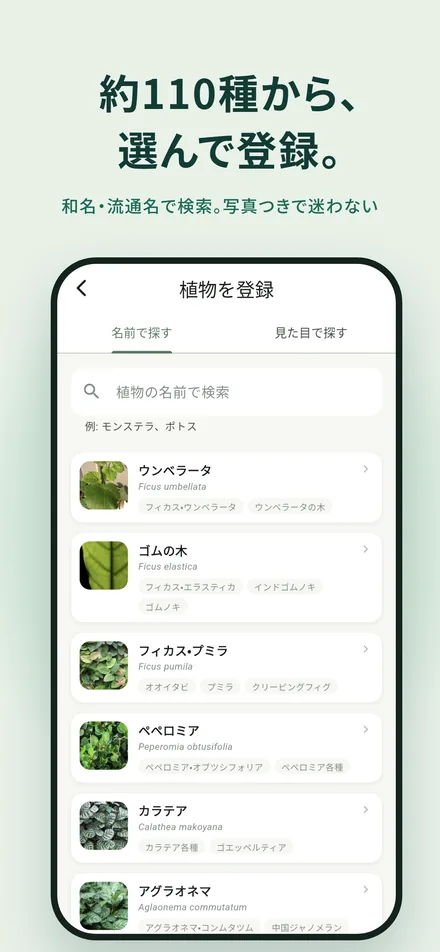 約110種から、
選んで登録。
和名・流通名で検索。写真つきで迷わない
植物を登録
名前で探す
見た目で探す
植物の名前で検索
例: モンステラ、ポトス
ウンベラータ
Ficus umbellata
フィカス・ウンベラータ
ウンベラータの木
ゴムの木
Ficus elastica
フィカス・エラスティカ
インドゴムノキ
ゴムノキ
フィカス・プミラ
Ficus pumila
オオイタビ
プミラ
クリーピングフィグ
ペペロミア
Peperomia obtusifolia
ペペロミア・オブツシフォリア
ペペロミア各種
カラテア
Calathea makoyana
カラテア各種
ゴエッペルティア
アグラオネマ
Aglaonema commutatum
アグラオネマ・コンムタツム
中国ジャノメラン